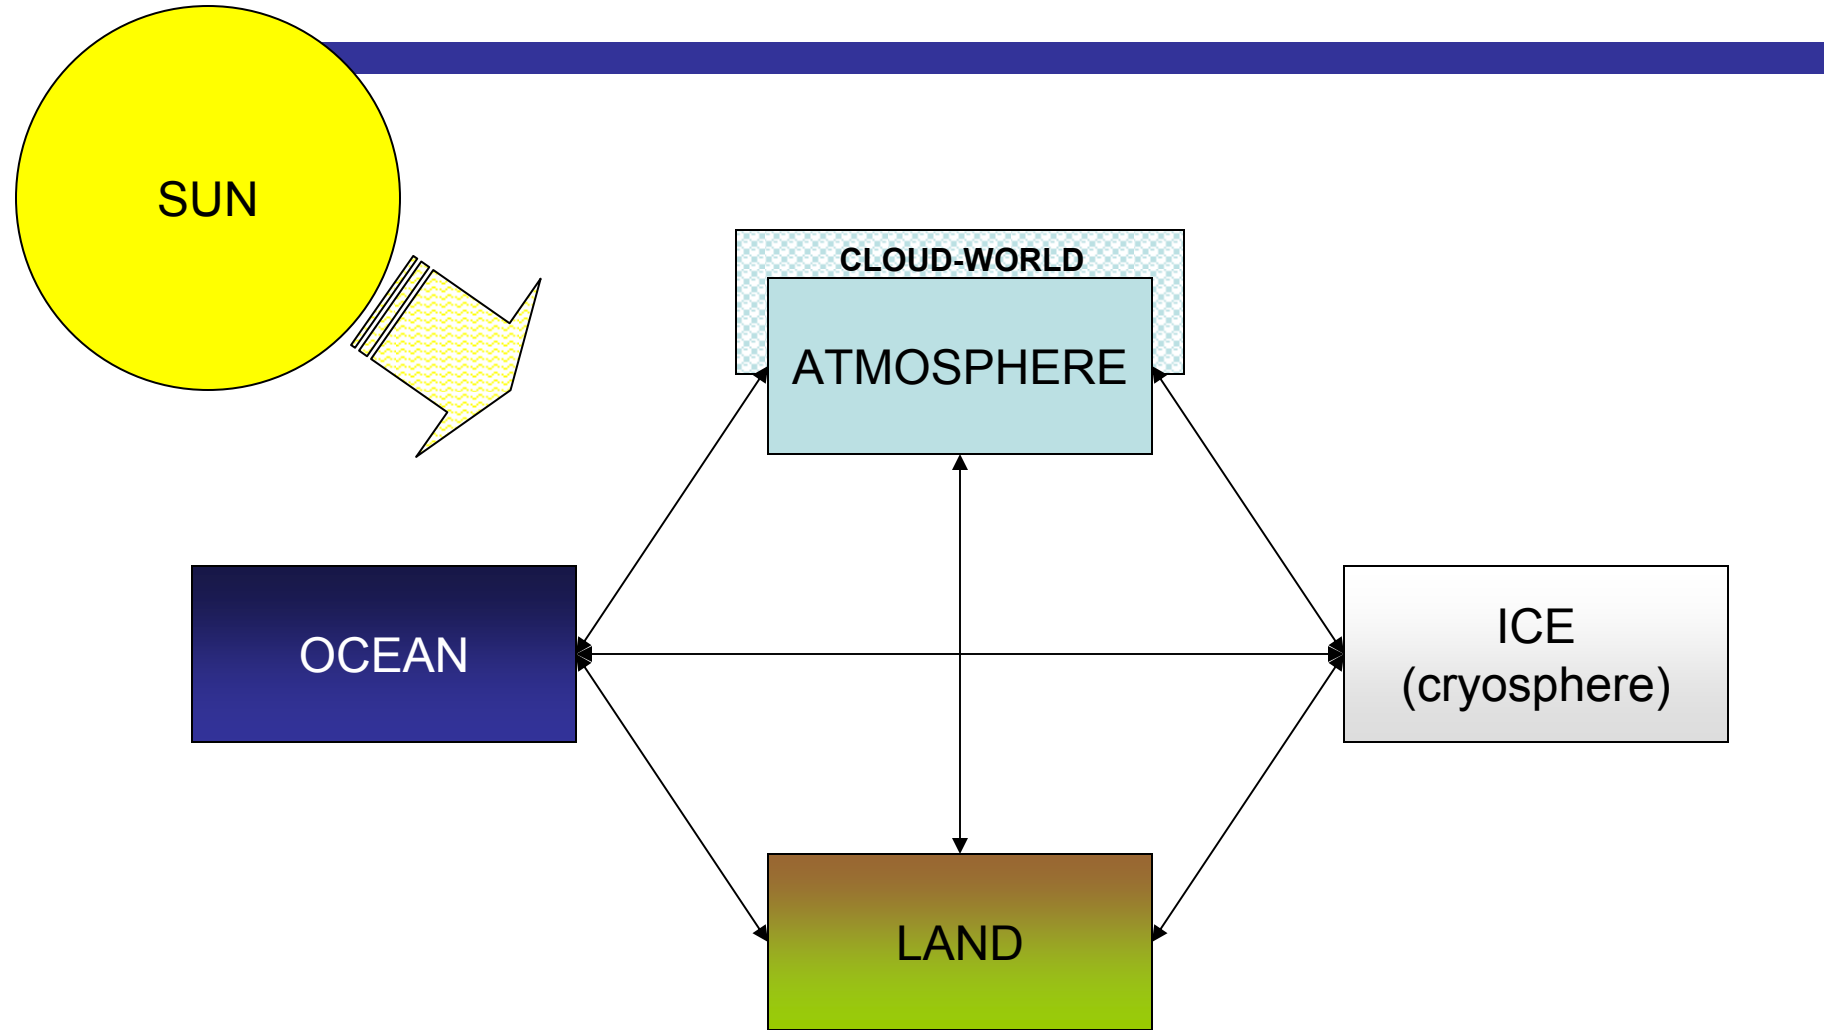 SUN
CLOUD-WORLD
ATMOSPHERE
OCEAN
ICE
(cryosphere)
LAND